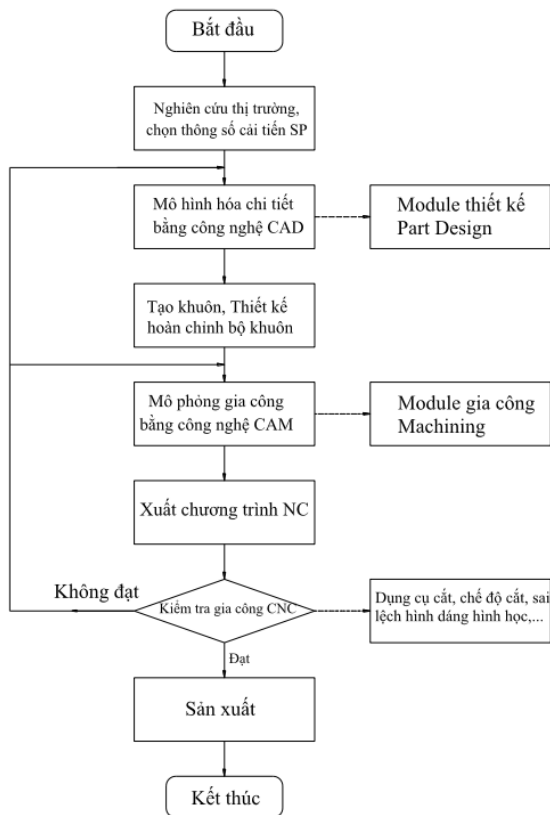 Bắt đầu
Nghiên cứu thị trường,
chọn thông số cải tiến SP
Mô hình hóa chi tiết
bằng công nghệ CAD
Module thiết kế
Part Design
Tạo khuôn, Thiết kế
hoàn chỉnh bộ khuôn
Mô phỏng gia công
bằng công nghệ CAM
Module gia công
Machining
Xuất chương trình NC
Không đạt
Kiểm tra gia công CNC
Dụng cụ cắt, chế độ cắt, sai
lệch hình dáng hình học,...
Đạt
Sản xuất
Kết thúc